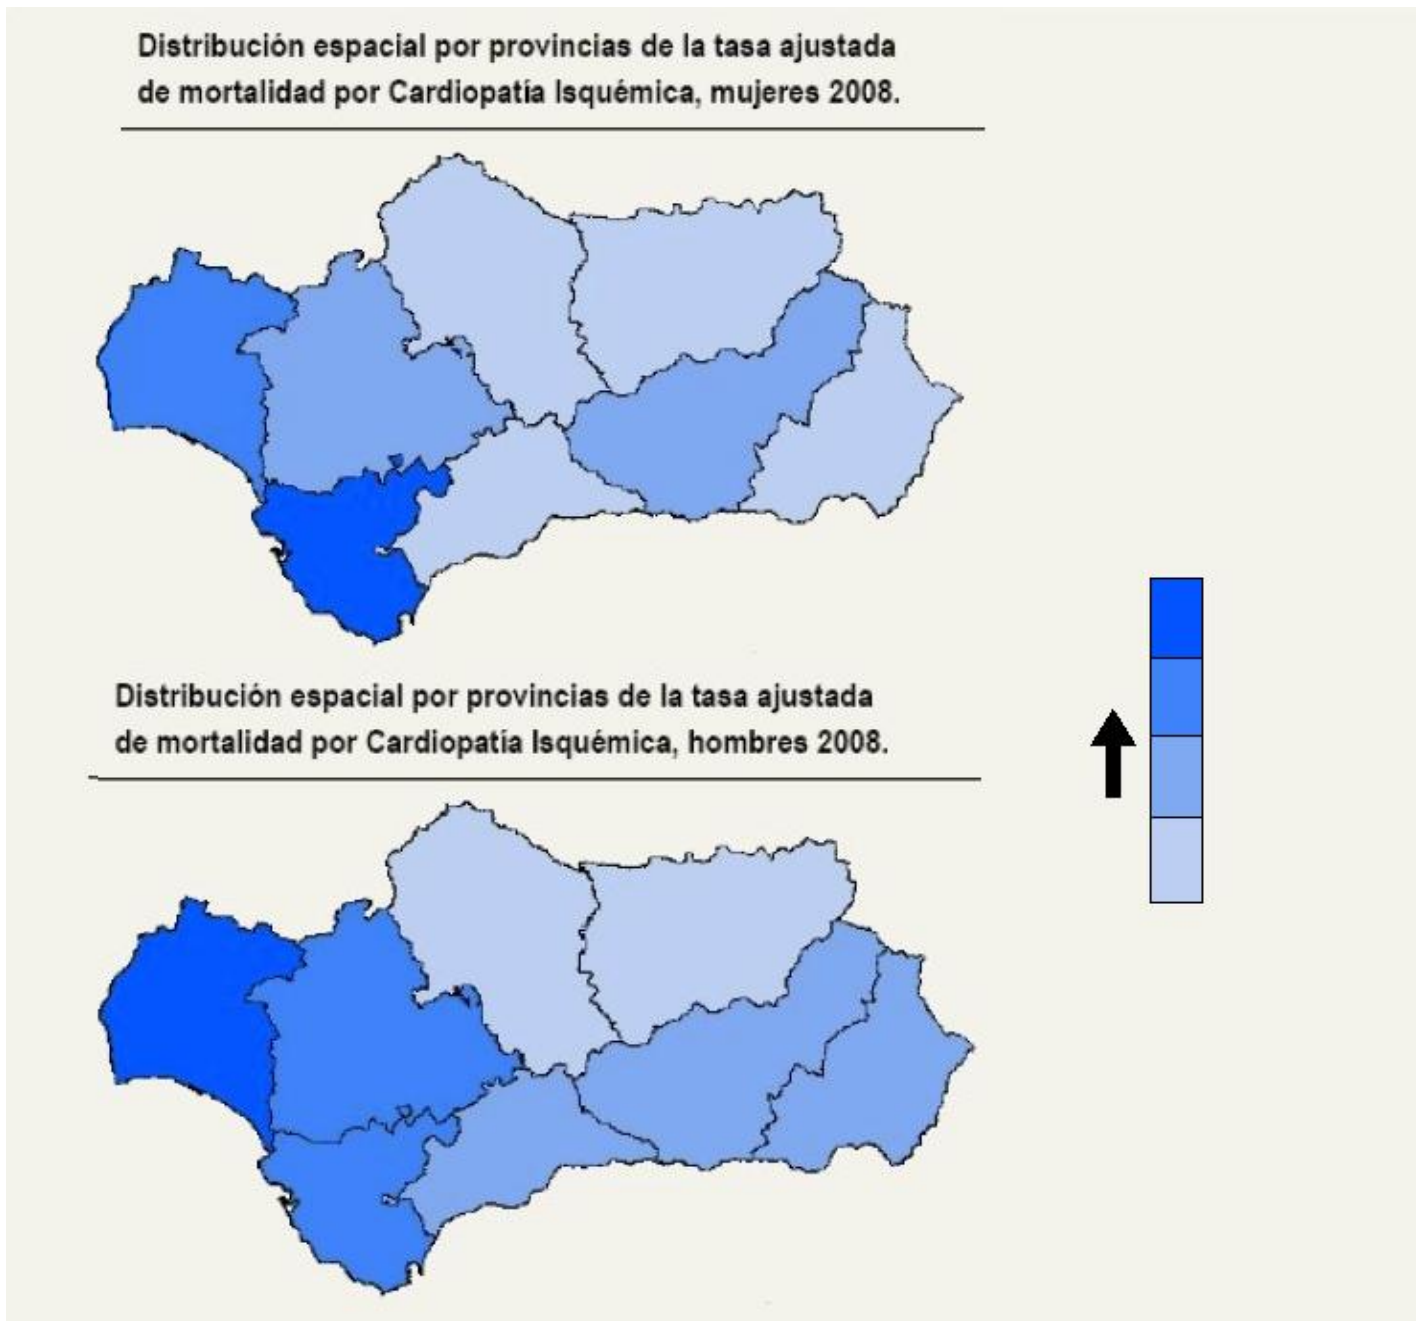 Distribución espacial por provincias de la tasa ajustada
de mortalidad por Cardiopatía Isquémica, mujeres 2008.
Distribución espacial por provincias de la tasa ajustada
de mortalidad por Cardiopatía Isquémica, hombres 2008.